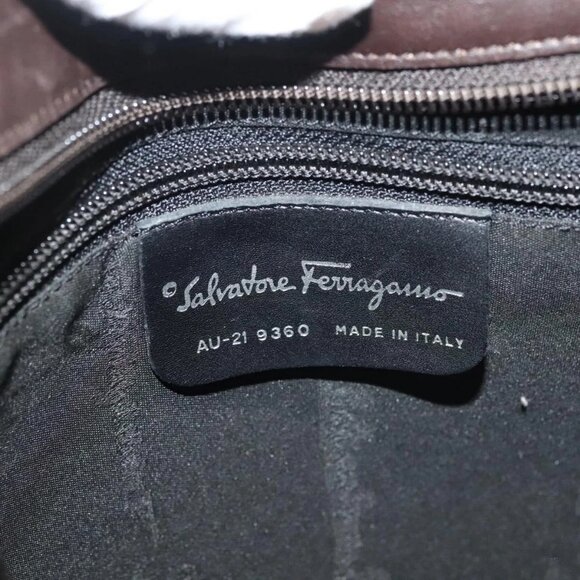 © Salvatore Ferragamo
AU-21 9360 MADE IN ITALY